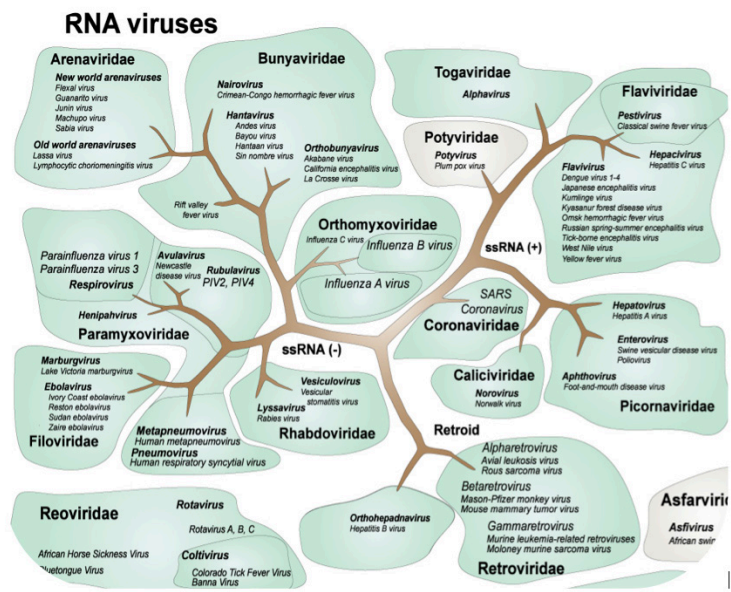 RNA viruses
Arenaviridae
New world arenaviruses
Flexal virus
Guanarito virus
Junin virus
Machupo virus
Sabia virus
Old world arenaviruses
Lassa virus
Lymphocytic choriomeningitis virus
Bunyaviridae
Nairovirus
Crimean-Congo hemorrhagic fever virus
Hantavirus
Andes virus
Bayou virus
Hantaan virus
Sin nombre virus
Orthobunyavirus
Akabane virus
California encephalitis virus
La Crosse virus
Rift valley
fever virus
Togaviridae
Alphavirus
Potyviridae
Potyvirus
Plum pox virus
Flaviviridae
Pestivirus
Classical swine fever virus
Hepacivirus
Hepatitis C virus
Flavivirus
Dengue virus 1-4
Japanese encephalitis virus
Kumlinge virus
Kyasanur forest disease virus
Omsk hemorrhagic fever virus
Russian spring-summer encephalitis virus
Tick-borne encephalitis virus
West Nile virus
Yellow fever virus
Orthomyxoviridae
Influenza C virus
Influenza B virus
Influenza A virus
ssRNA (+)
Parainfluenza virus 1
Parainfluenza virus 3
Respirovirus
Avulavirus
Newcastle
disease virus
Rubulavirus
PIV2, PIV4
Henipahvirus
Paramyxoviridae
ssRNA (-)
SARS
Coronavirus
Coronaviridae
Hepatovirus
Hepatitis A virus
Enterovirus
Swine vesicular disease virus
Poliovirus
Aphthovirus
Foot-and-mouth disease virus
Picornaviridae
Caliciviridae
Norovirus
Norwalk virus
Marburgvirus
Lake Victoria marburgvirus
Ebolavirus
Ivory Coast ebolavirus
Reston ebolavirus
Sudan ebolavirus
Zaire ebolavirus
Filoviridae
Metapneumovirus
Human metapneumovirus
Pneumovirus
Human respiratory syncytial virus
Vesiculovirus
Vesicular
stomatitis virus
Lyssavirus
Rabies virus
Rhabdoviridae
Retroid
Alpharetrovirus
Avial leukosis virus
Rous sarcoma virus
Betaretrovirus
Mason-Pfizer monkey virus
Mouse mammary tumor virus
Gammaretrovirus
Murine leukemia-related retroviruses
Moloney murine sarcoma virus
Retroviridae
Orthohepadnavirus
Hepatitis B virus
Reoviridae
Rotavirus
Rotavirus A, B, C
African Horse Sickness Virus
Bluetongue Virus
Coltivirus
Colorado Tick Fever Virus
Banna Virus
Asfarviri
Asfivirus
African swin